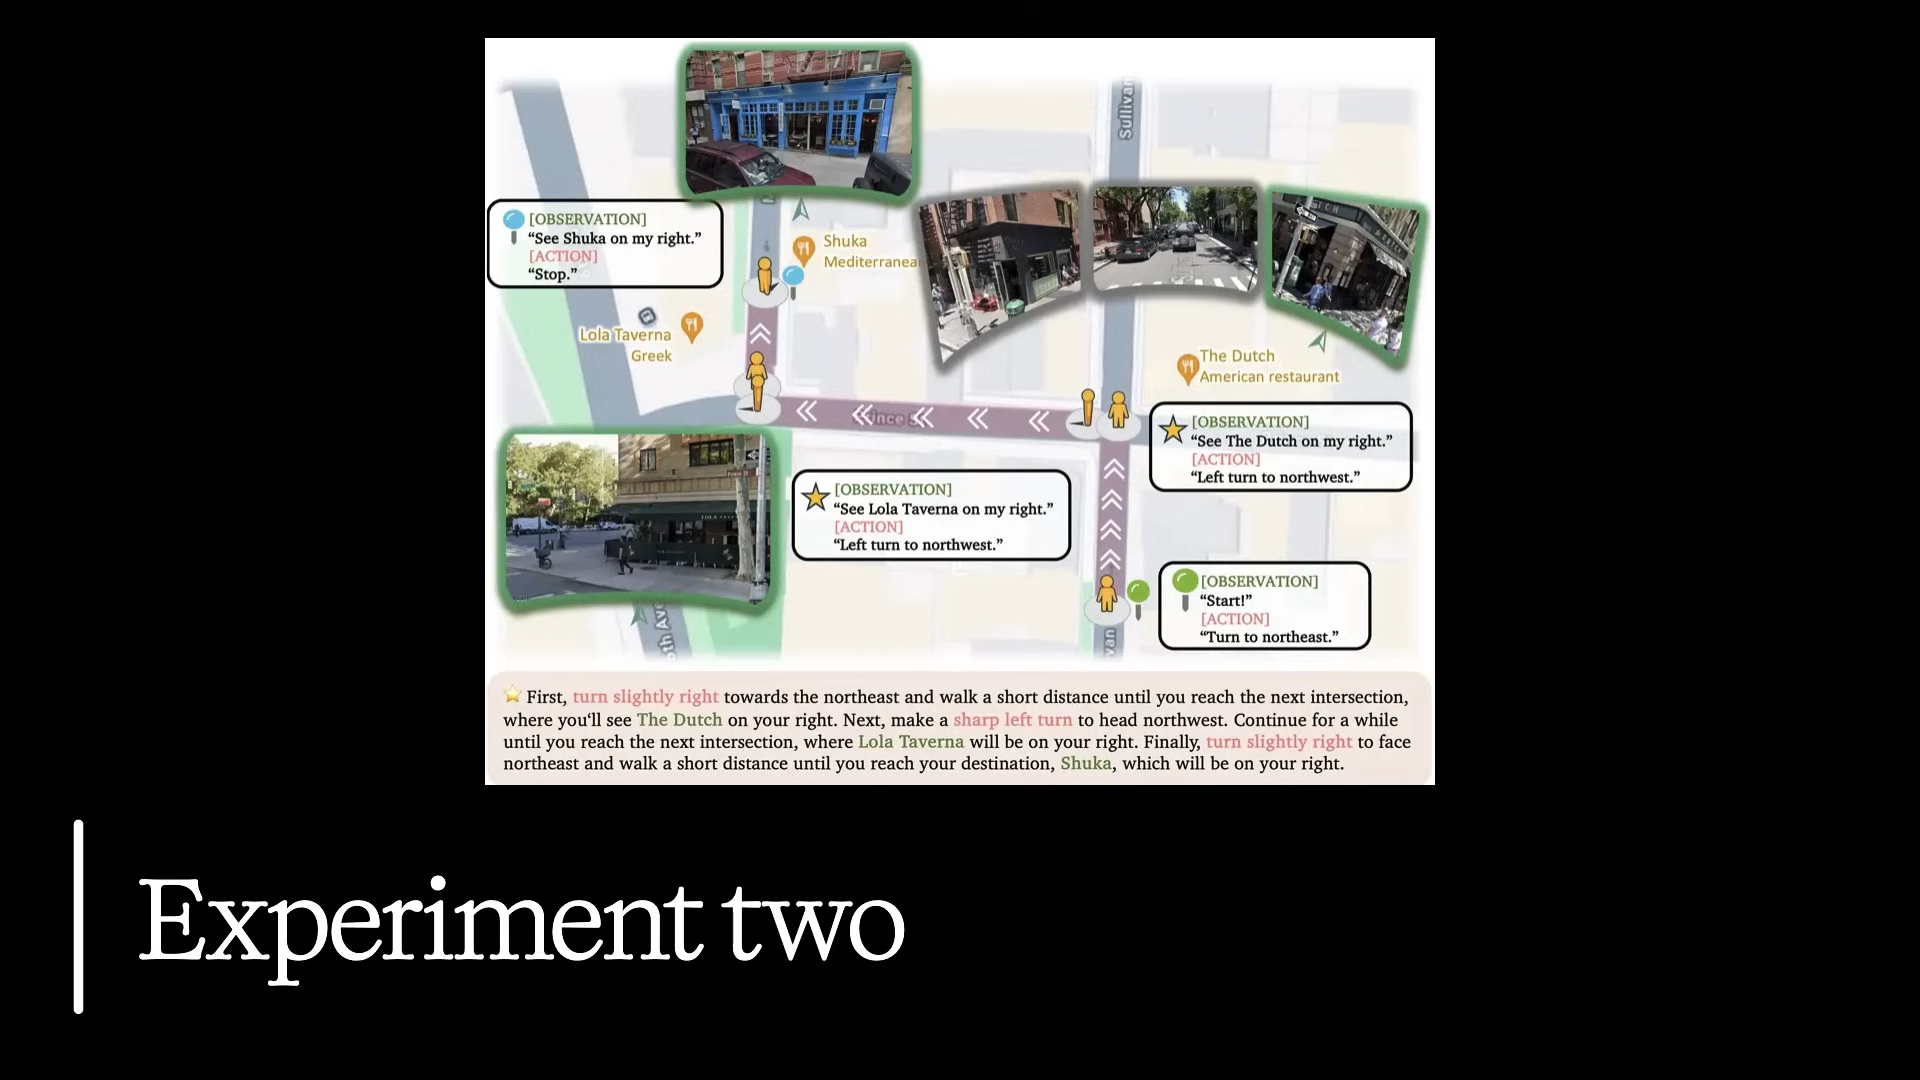 Sullivan
[OBSERVATION]
“See Shuka on my right.”
[ACTION]
“Stop.”
Shuka
Mediterranea
Lola Taverna
Greek
The Dutch
American restaurant
Prince S
[OBSERVATION]
“See The Dutch on my right.”
[ACTION]
“Left turn to northwest.”
[OBSERVATION]
“See Lola Taverna on my right.”
[ACTION]
“Left turn to northwest.”
[OBSERVATION]
“Start!”
[ACTION]
“Turn to northeast.”
6th Ave
van
First, turn slightly right towards the northeast and walk a short distance until you reach the next intersection,
where you‘ll see The Dutch on your right. Next, make a sharp left turn to head northwest. Continue for a while
until you reach the next intersection, where Lola Taverna will be on your right. Finally, turn slightly right to face
northeast and walk a short distance until you reach your destination, Shuka, which will be on your right.
Experiment two